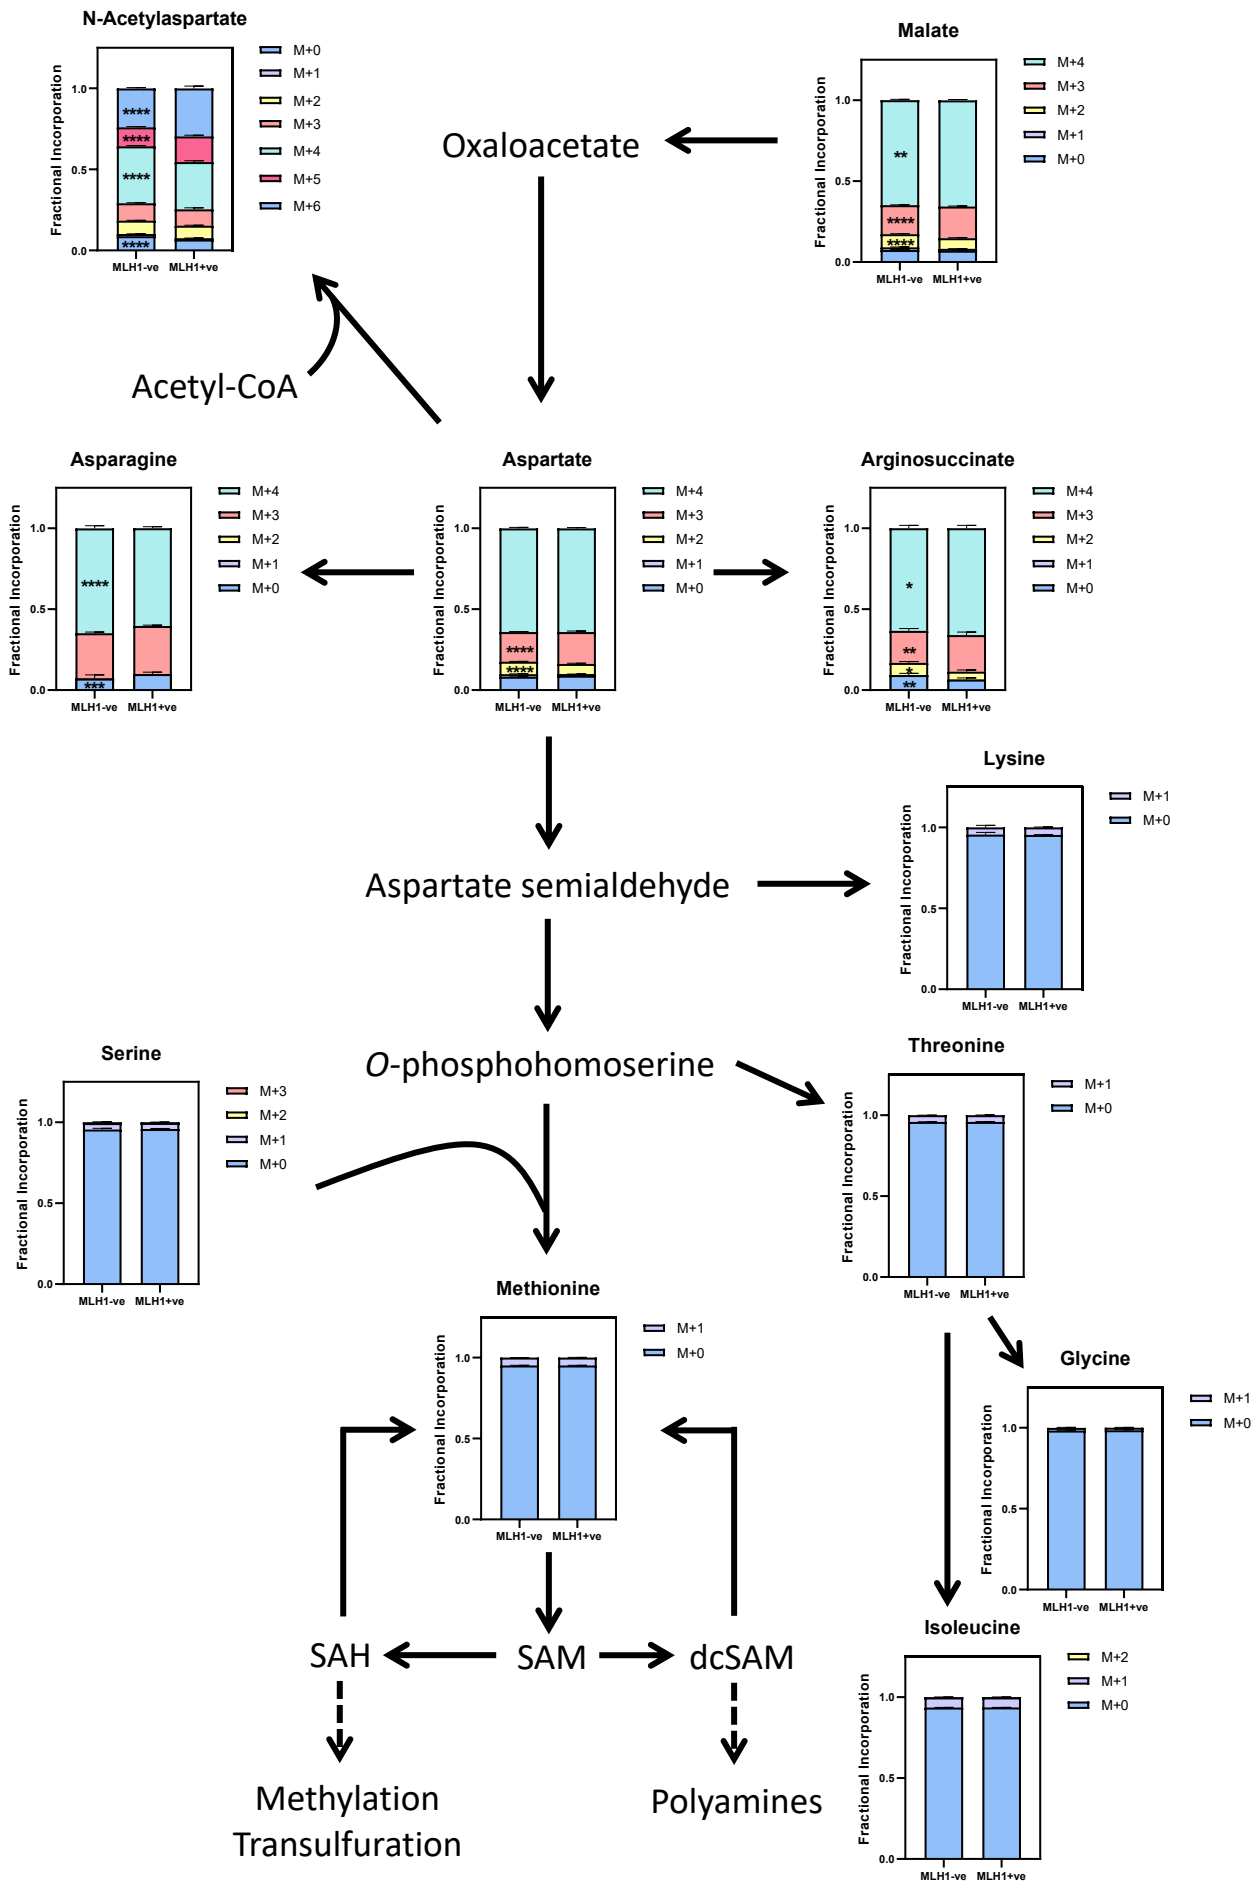 N-Acetylaspartate
Fractional Incorporation
1.0
0.5
0.0
****
****
****
****
MLH1-ve
MLH1+ve
M+0
M+1
M+2
M+3
M+4
M+5
M+6
Malate
Fractional Incorporation
1.0
0.5
0.0
**
****
****
MLH1-ve
MLH1+ve
M+4
M+3
M+2
M+1
M+0
Oxaloacetate
Acetyl-CoA
Asparagine
Fractional Incorporation
1.0
0.5
0.0
****
***
MLH1-ve
MLH1+ve
M+4
M+3
M+2
M+1
M+0
Aspartate
Fractional Incorporation
1.0
0.5
0.0
****
****
MLH1-ve
MLH1+ve
M+4
M+3
M+2
M+1
M+0
Arginosuccinate
Fractional Incorporation
1.0
0.5
0.0
*
**
*
**
MLH1-ve
MLH1+ve
M+4
M+3
M+2
M+1
M+0
Aspartate semialdehyde
Lysine
Fractional Incorporation
1.0
0.5
0.0
MLH1-ve
MLH1+ve
M+1
M+0
O-phosphohomoserine
Serine
Fractional Incorporation
1.0
0.5
0.0
MLH1-ve
MLH1+ve
M+3
M+2
M+1
M+0
Threonine
Fractional Incorporation
1.0
0.5
0.0
MLH1-ve
MLH1+ve
M+1
M+0
Methionine
Fractional Incorporation
1.0
0.5
0.0
MLH1-ve
MLH1+ve
M+1
M+0
Glycine
Fractional Incorporation
1.0
0.5
0.0
MLH1-ve
MLH1+ve
M+1
M+0
SAH
SAM
dcSAM
Isoleucine
Fractional Incorporation
1.0
0.5
0.0
MLH1-ve
MLH1+ve
M+2
M+1
M+0
Methylation
Transulfuration
Polyamines